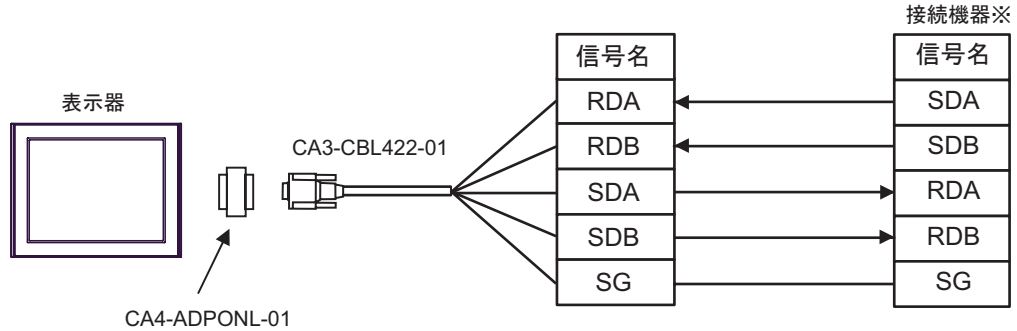 接続機器※
信号名
信号名
表示器
RDA
SDA
CA3-CBL422-01
RDB
SDB
SDA
RDA
SDB
RDB
SG
SG
CA4-ADPONL-01